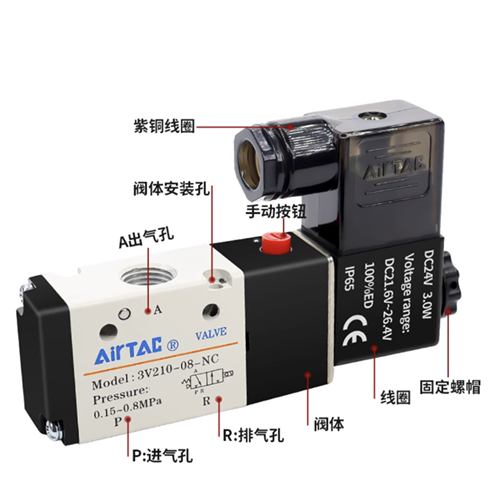 紫铜线圈
AirTAC
阀体安装孔
手动按钮
A出气孔
DC24V 3.0W
Voltage range:
DC21.6V~26.4V
100%ED
IP65
CE
A
VALVE
AirTAC ®
Model : 3V210-08-NC
Pressure:
0.15-0.8MPa
A
P R
P
R
固定螺帽
线圈
阀体
R:排气孔
P:进气孔